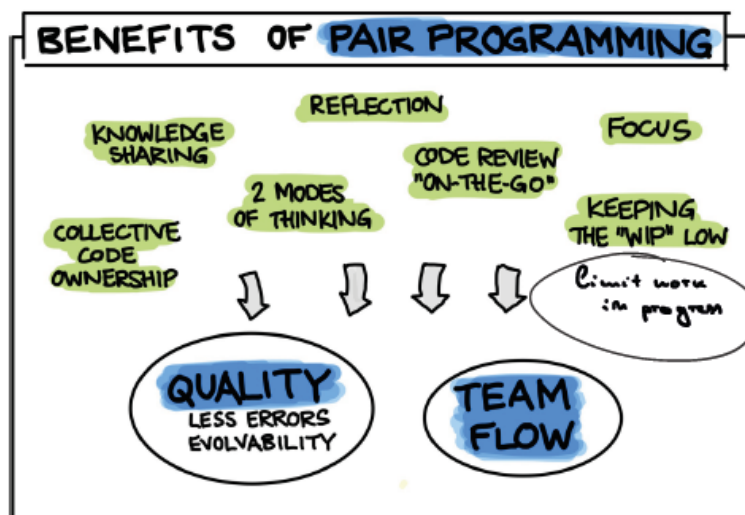 BENEFITS OF PAIR PROGRAMMING
REFLECTION
KNOWLEDGE
SHARING
FOCUS
CODE REVIEW
"ON-THE-GO"
2 MODES
OF THINKING
KEEPING
THE "WIP" LOW
COLLECTIVE
CODE
OWNERSHIP
Limit work
in progress
QUALITY
LESS ERRORS
EVOLVABILITY
TEAM
FLOW